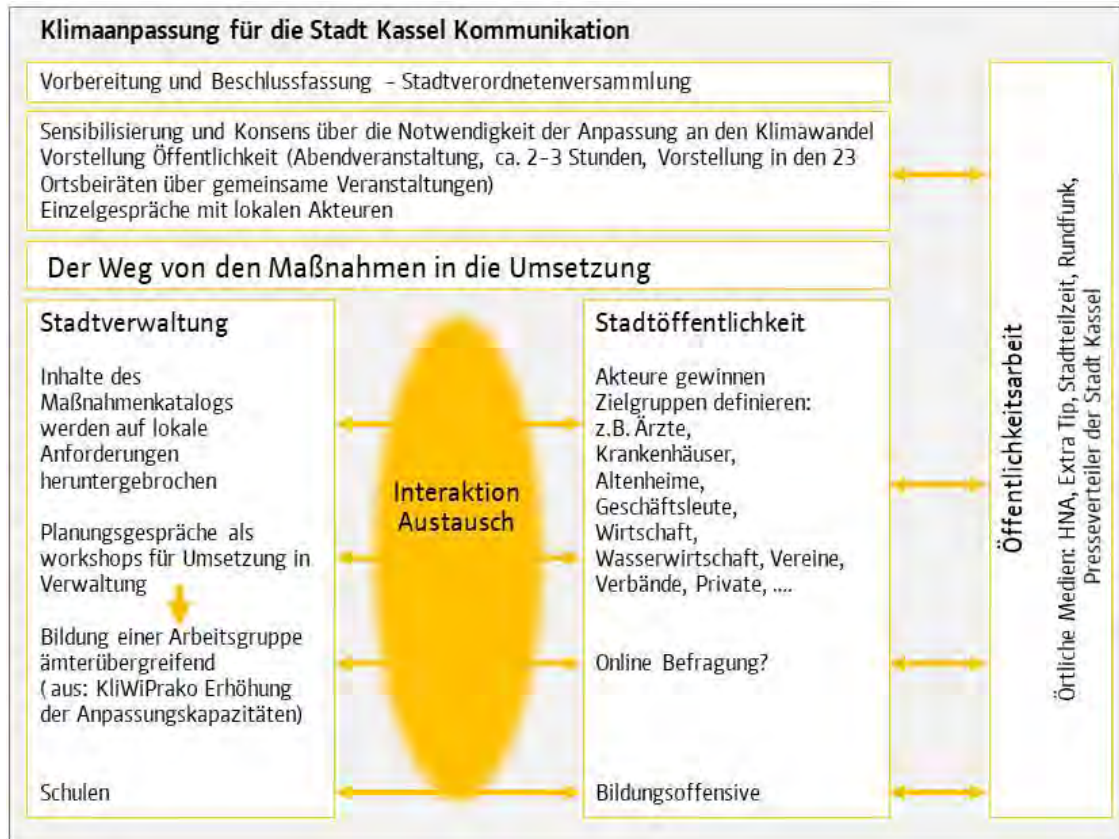 Klimaanpassung für die Stadt Kassel Kommunikation
Vorbereitung und Beschlussfassung – Stadtverordnetenversammlung
Sensibilisierung und Konsens über die Notwendigkeit der Anpassung an den Klimawandel
Vorstellung Öffentlichkeit (Abendveranstaltung, ca. 2–3 Stunden, Vorstellung in den 23
Ortsbeiräten über gemeinsame Veranstaltungen)
Einzelgespräche mit lokalen Akteuren
Der Weg von den Maßnahmen in die Umsetzung
Stadtverwaltung
Inhalte des
Maßnahmenkatalogs
werden auf lokale
Anforderungen
heruntergebrochen
Planungsgespräche als
workshops für Umsetzung in
Verwaltung
Bildung einer Arbeitsgruppe
ämterübergreifend
( aus: KliWiPrako Erhöhung
der Anpassungskapazitäten)
Schulen
Interaktion
Austausch
Stadtöffentlichkeit
Akteure gewinnen
Zielgruppen definieren:
z.B. Ärzte,
Krankenhäuser,
Altenheime,
Geschäftsleute,
Wirtschaft,
Wasserwirtschaft, Vereine,
Verbände, Private, ....
Online Befragung?
Bildungsoffensive
Öffentlichkeitsarbeit
Örtliche Medien: HNA, Extra Tip, Stadtteilzeit, Rundfunk,
Presseverteiler der Stadt Kassel